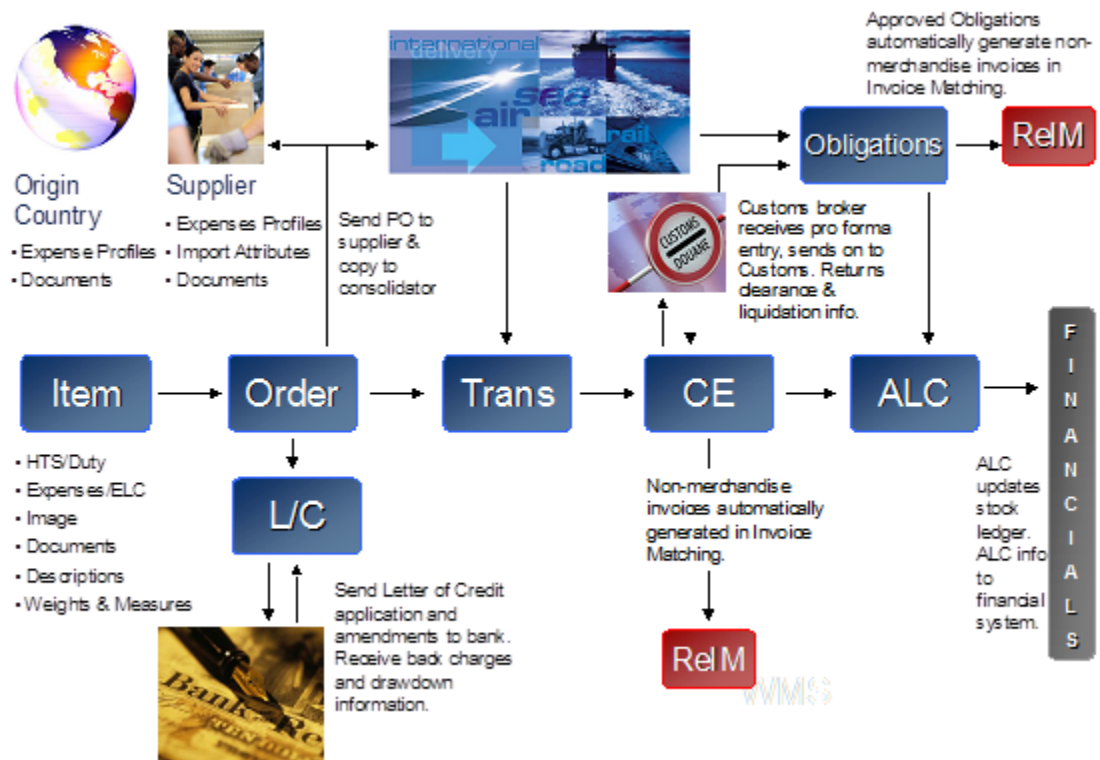 Approved Obligations
automatically generate non-
merchandise invoices in
Invoice Matching.
international
delivery
sea
air
rail
road
Obligations
ReIM
Origin
Country
• Expense Profiles
• Documents
Supplier
• Expenses Profiles
• Import Attributes
• Documents
Send PO to
supplier &
copy to
consolidator
CUSTOMS
DOUANE
Customs broker
receives pro forma
entry, sends on to
Customs. Returns
clearance &
liquidation info.
Item
Order
Trans
CE
ALC
FINANCIALS
• HTS/Duty
• Expenses/ELC
• Image
• Documents
• Descriptions
• Weights & Measures
L/C
Send Letter of Credit
application and
amendments to bank.
Receive back charges
and drawdown
information.
Non-merchandise
invoices automatically
generated in Invoice
Matching.
ReIM
WMS
ALC
updates
stock
ledger.
ALC info
to
financial
system.
Bank